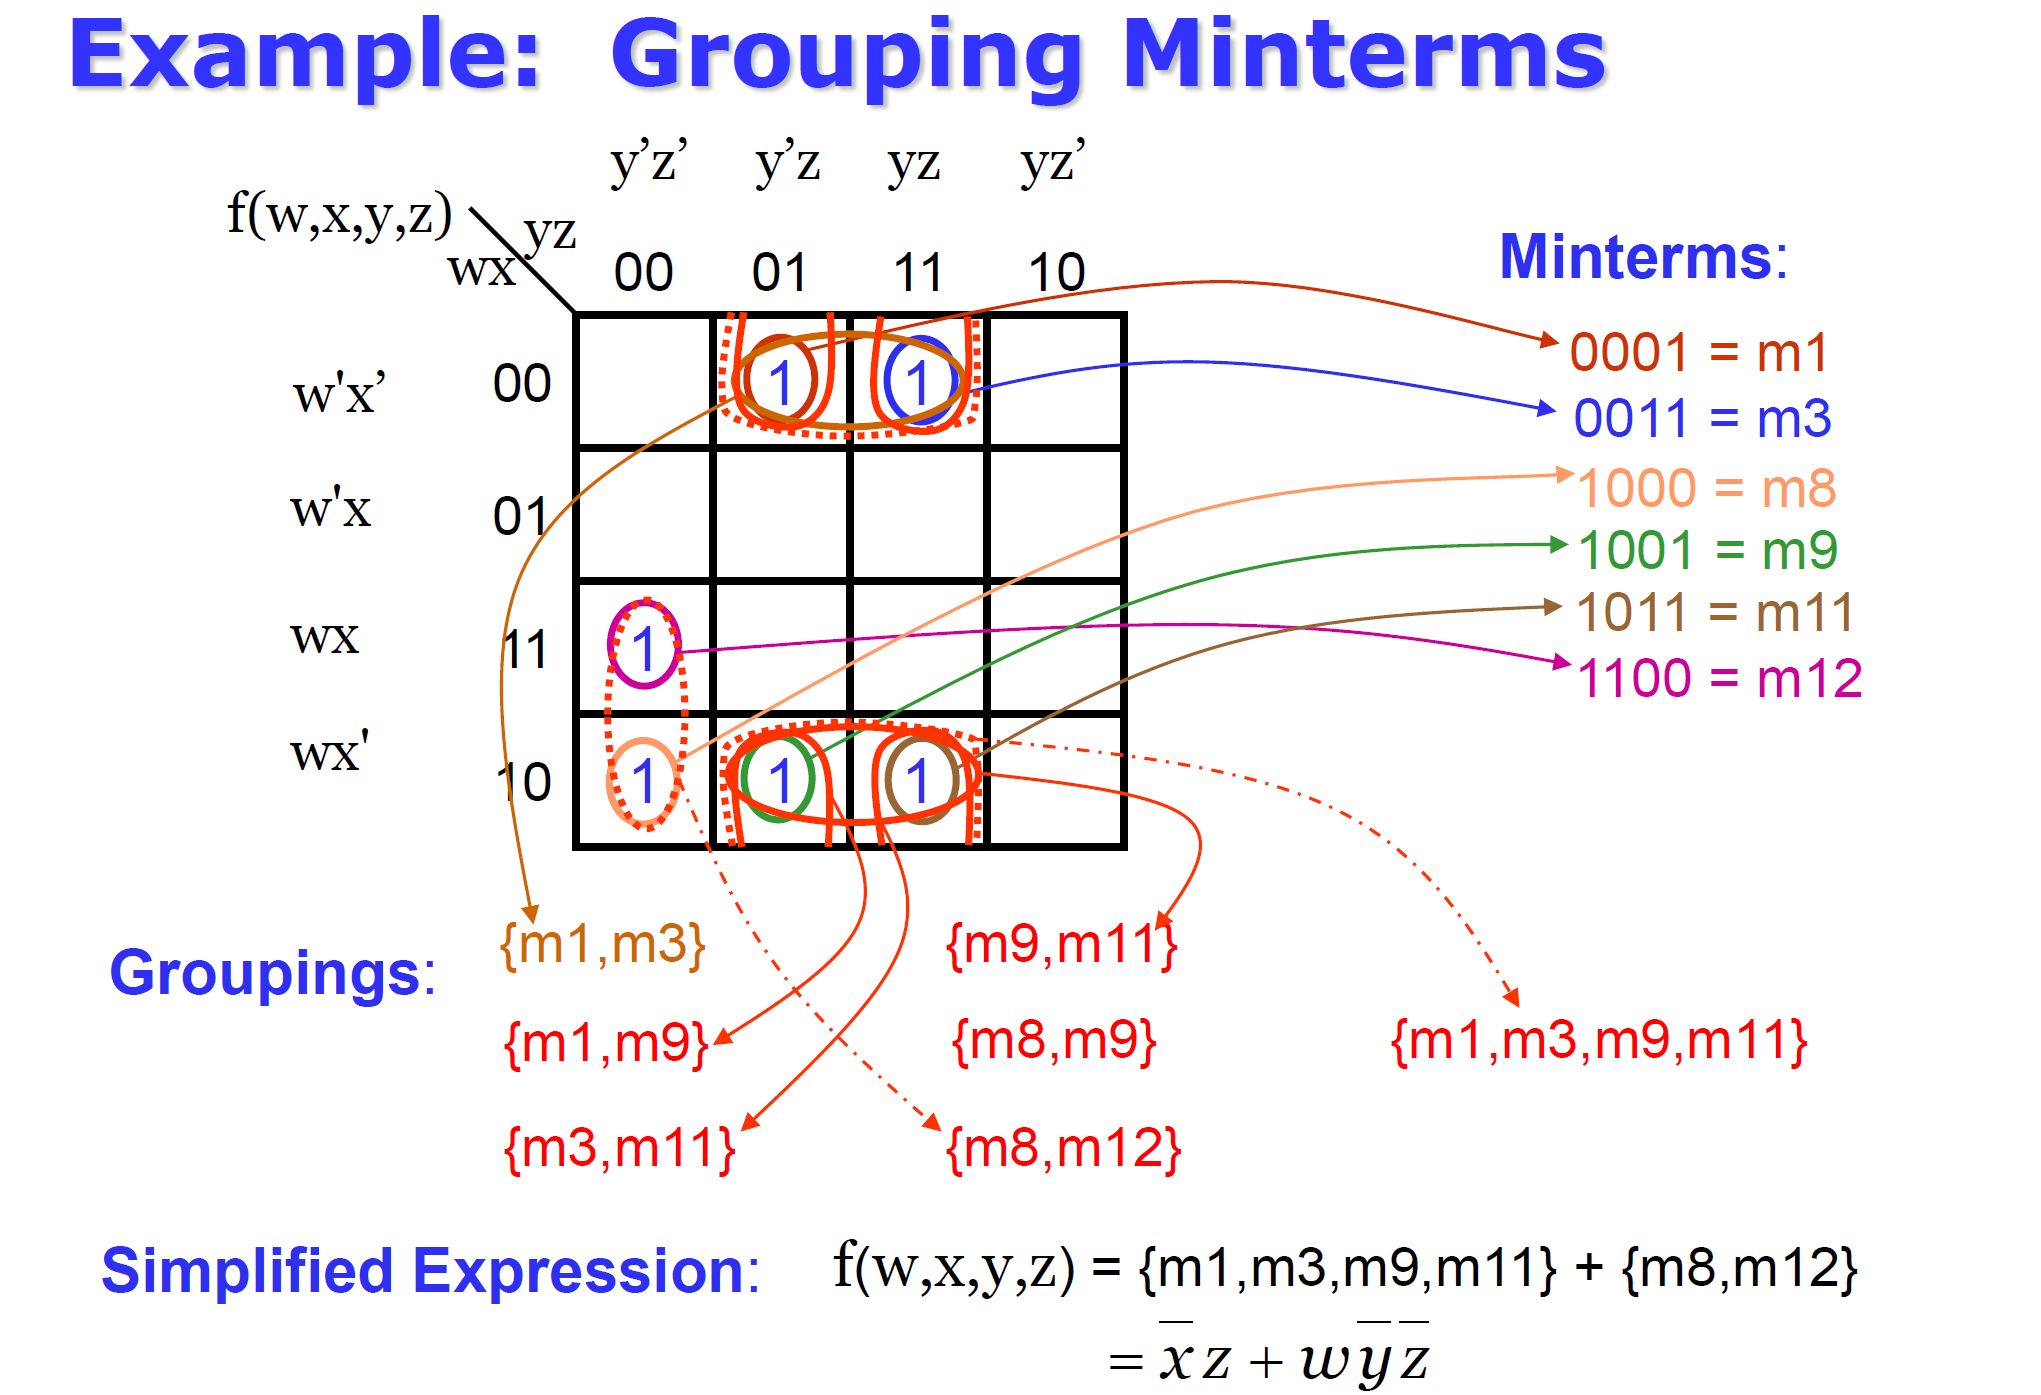 Example: Grouping Minterms
y’z’ y’z yz yz’
f(w,x,y,z) yz
wx 00 01 11 10
Minterms:
w'x’ 00 1 1
0001 = m1
0011 = m3
w'x 01
1000 = m8
1001 = m9
wx 11 1
1011 = m11
1100 = m12
wx' 10 1 1 1
Groupings: {m1,m3} {m9,m11}
{m1,m9} {m8,m9} {m1,m3,m9,m11}
{m3,m11} {m8,m12}
Simplified Expression: f(w,x,y,z) = {m1,m3,m9,m11} + {m8,m12}
= x̅ z + w y̅ z̅